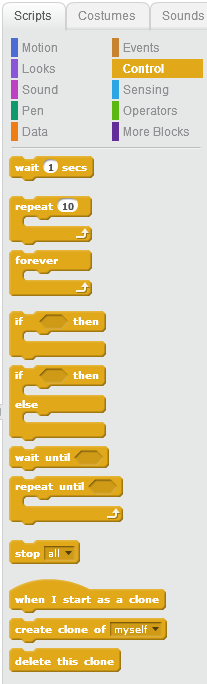 Scripts Costumes Sounds
Motion Events
Looks Control
Sound Sensing
Pen Operators
Data More Blocks
wait 1 secs
repeat 10
forever
if then
if then
else
wait until
repeat until
stop all
when I start as a clone
create clone of myself
delete this clone